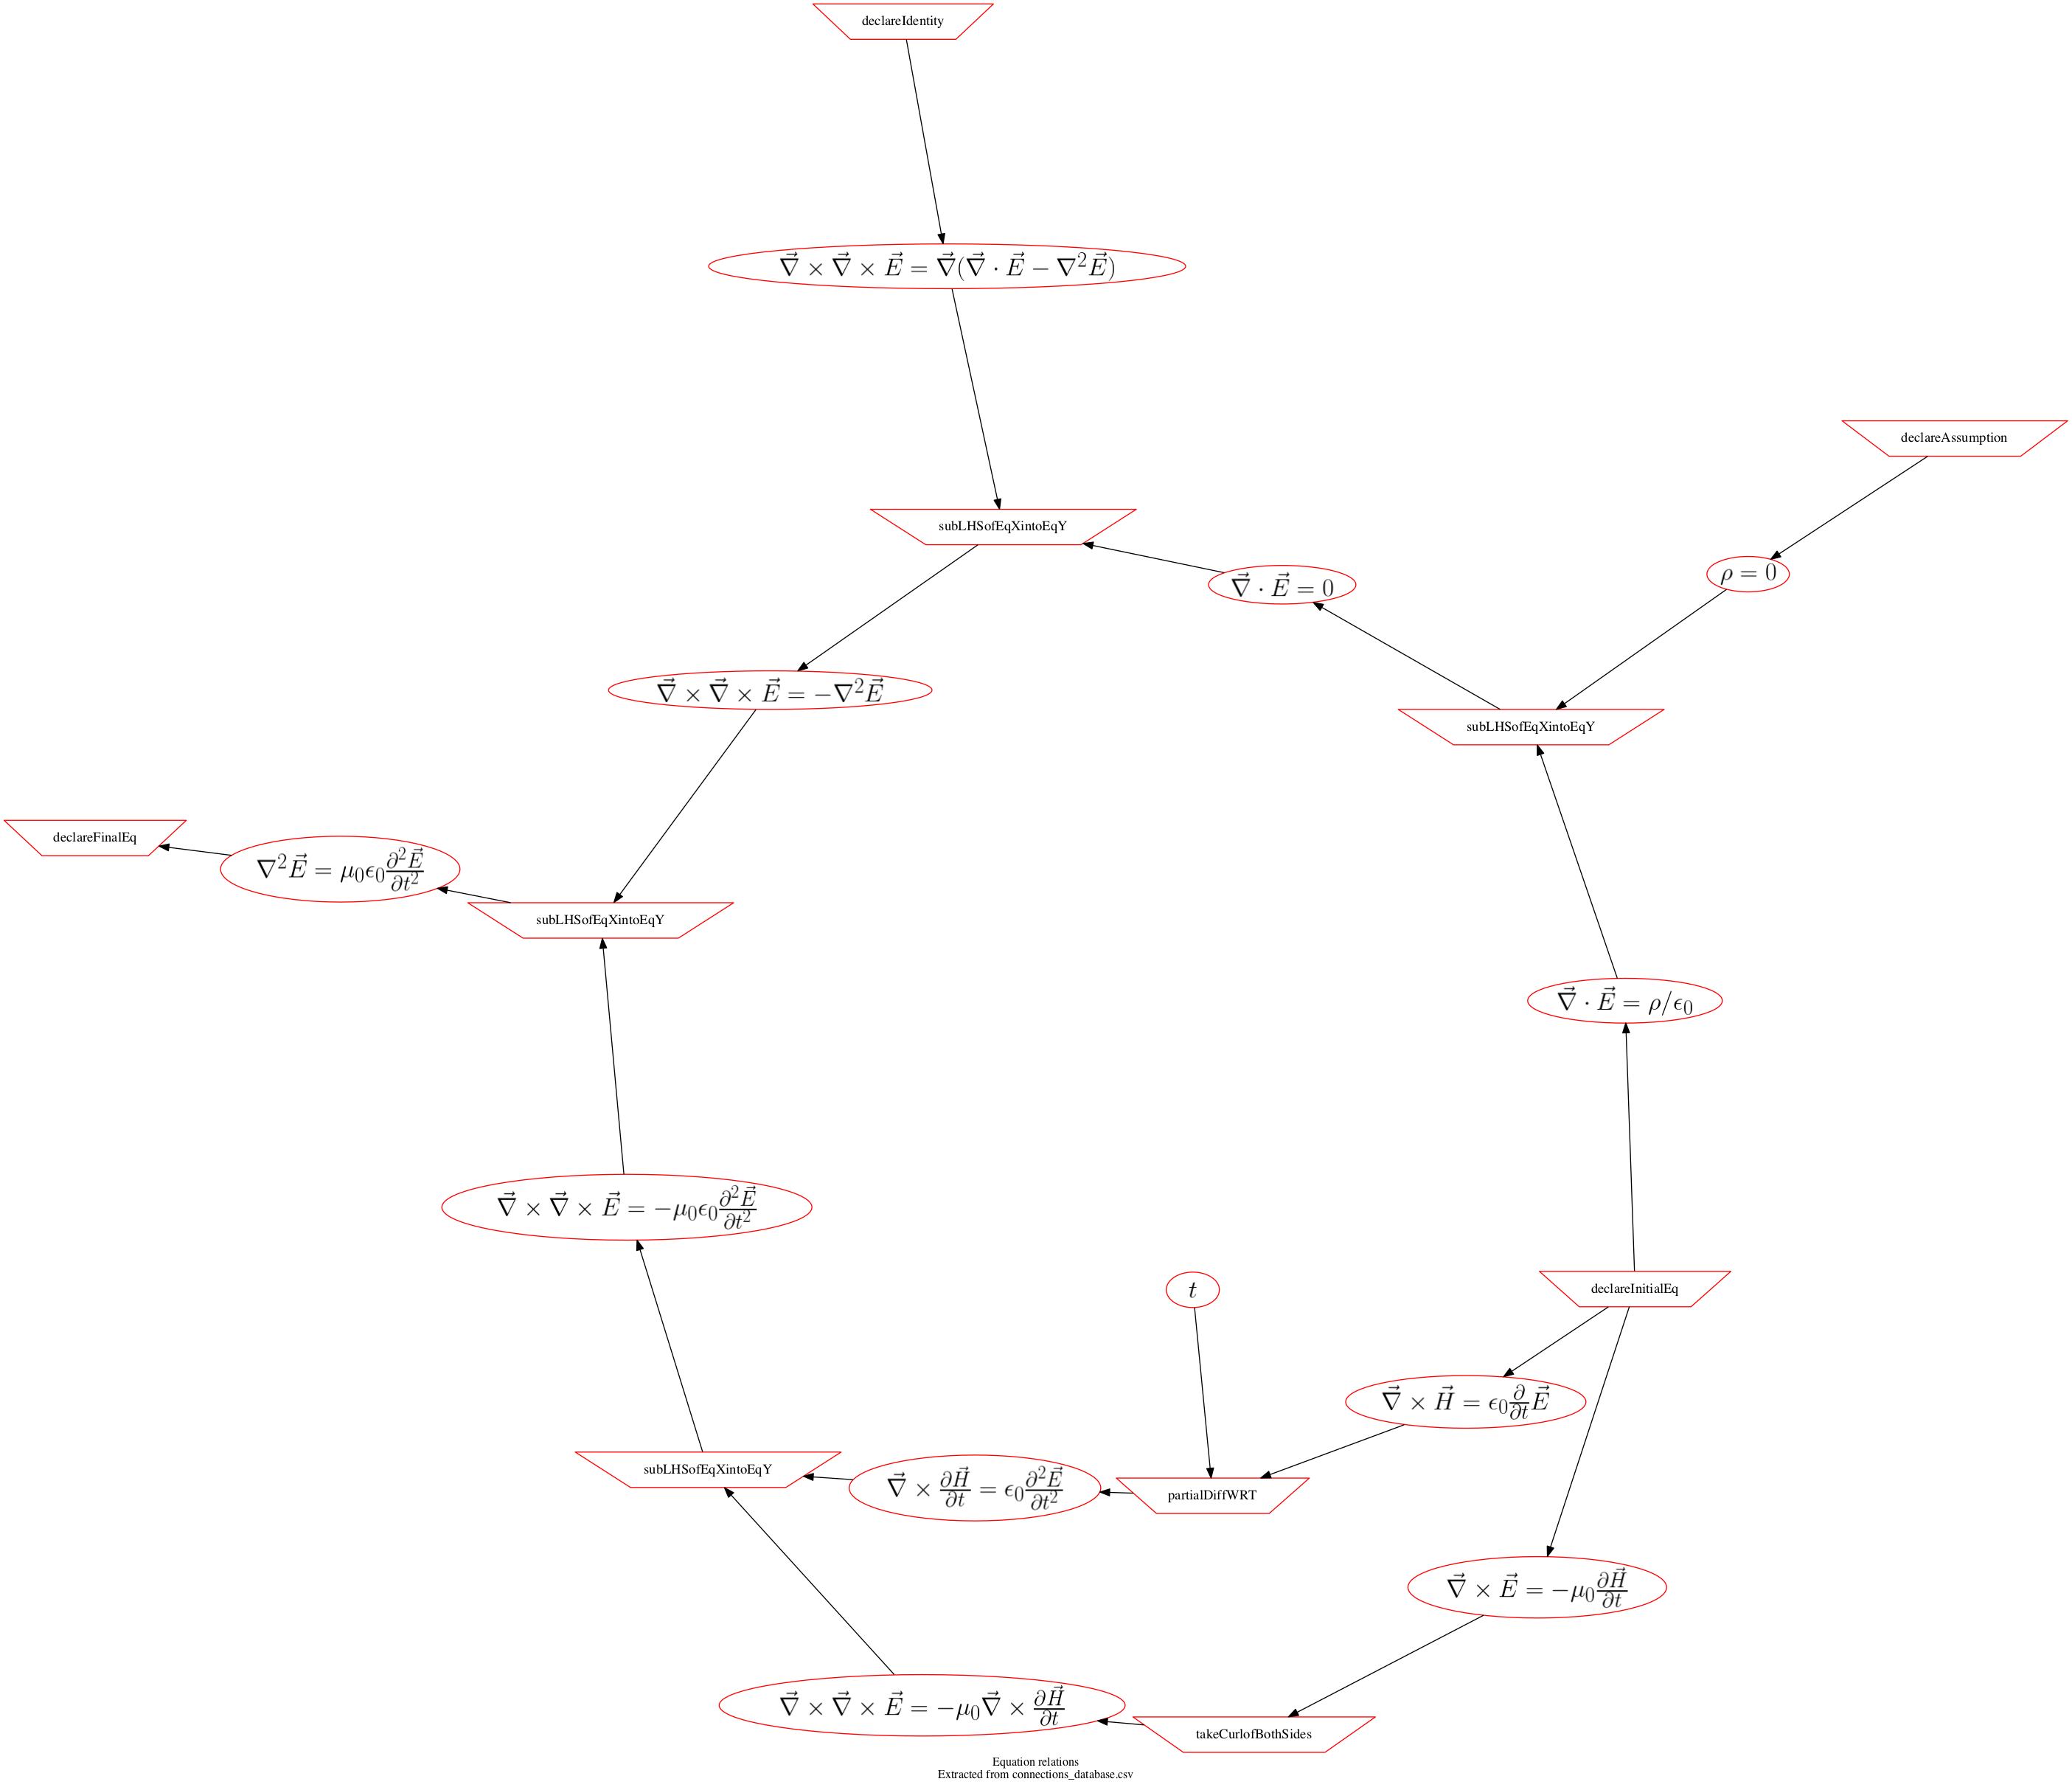 declareIdentity
$\vec{\nabla} \times \vec{\nabla} \times \vec{E} = \vec{\nabla}(\vec{\nabla} \cdot \vec{E} - \nabla^2 \vec{E})$
declareAssumption
subLHSofEqXintoEqY
$\rho = 0$
$\vec{\nabla} \cdot \vec{E} = 0$
$\vec{\nabla} \times \vec{\nabla} \times \vec{E} = -\nabla^2 \vec{E}$
subLHSofEqXintoEqY
declareFinalEq
$\nabla^2 \vec{E} = \mu_0 \epsilon_0 \frac{\partial^2 \vec{E}}{\partial t^2}$
subLHSofEqXintoEqY
$\vec{\nabla} \cdot \vec{E} = \rho / \epsilon_0$
$\vec{\nabla} \times \vec{\nabla} \times \vec{E} = -\mu_0 \epsilon_0 \frac{\partial^2 \vec{E}}{\partial t^2}$
$t$
declareInitialEq
$\vec{\nabla} \times \vec{H} = \epsilon_0 \frac{\partial}{\partial t} \vec{E}$
subLHSofEqXintoEqY
$\vec{\nabla} \times \frac{\partial \vec{H}}{\partial t} = \epsilon_0 \frac{\partial^2 \vec{E}}{\partial t^2}$
partialDiffWRT
$\vec{\nabla} \times \vec{E} = -\mu_0 \frac{\partial \vec{H}}{\partial t}$
$\vec{\nabla} \times \vec{\nabla} \times \vec{E} = -\mu_0 \vec{\nabla} \times \frac{\partial \vec{H}}{\partial t}$
takeCurlofBothSides
Equation relations
Extracted from connections_database.csv